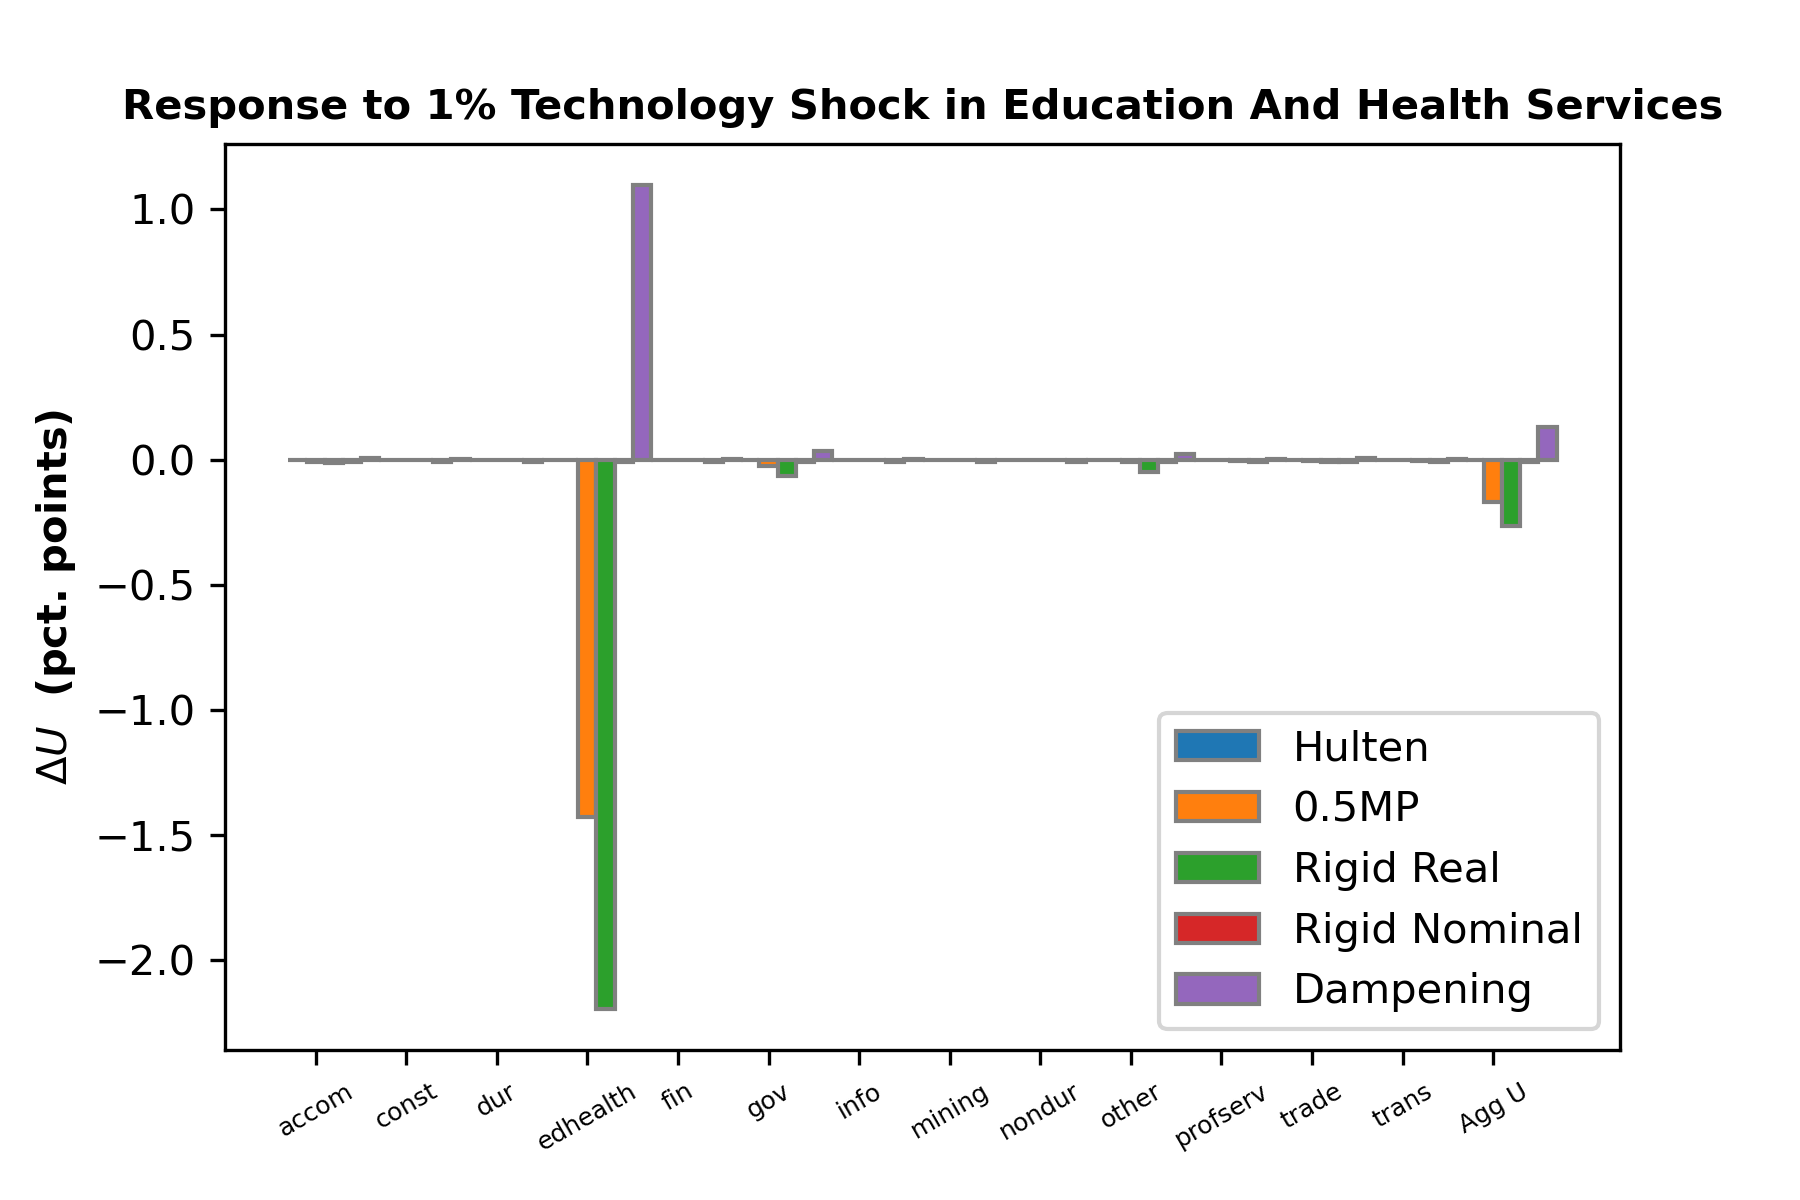 Response to 1% Technology Shock in Education And Health Services
ΔU (pct. points)
1.0
0.5
0.0
−0.5
−1.0
−1.5
−2.0
Hulten
0.5MP
Rigid Real
Rigid Nominal
Dampening
accom
const
dur
edhealth
fin
gov
info
mining
nondur
other
profserv
trade
trans
Agg U